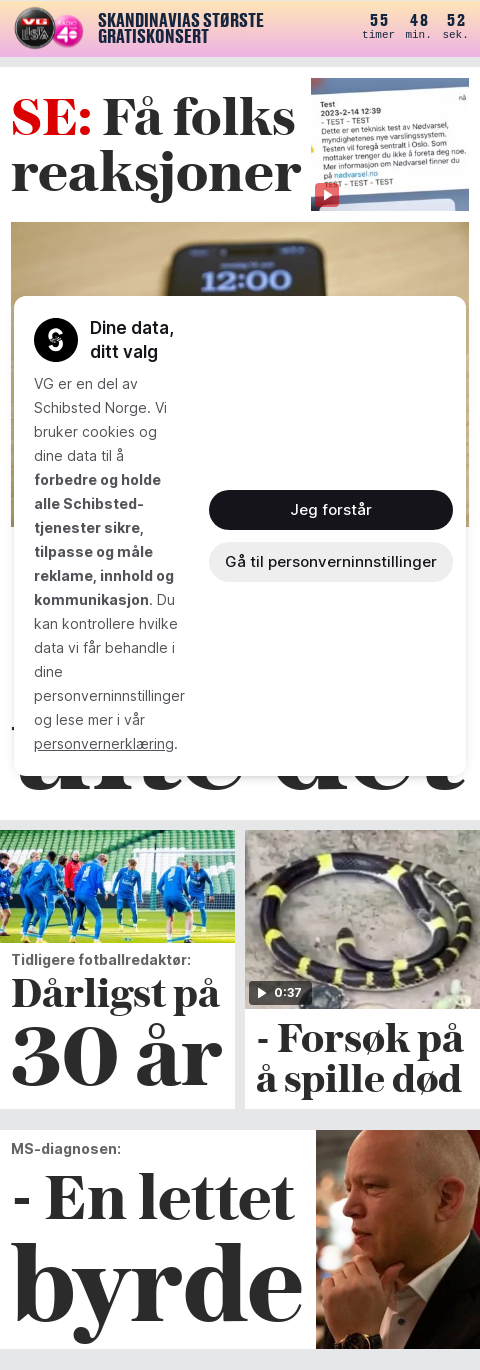 VG
Lista
RADIO
SKANDINAVIAS STØRSTE
GRATISKONSERT
55 48 52
timer min. sek.
SE: Få folks
reaksjoner
nå
Test
2023-2-14 12:39
- TEST - TEST
Dette er en teknisk test av Nødvarsel,
myndighetenes nye varslingssystem.
Testen vil foregå sentralt i Oslo. Som
mottaker trenger du ikke å foreta deg noe.
Mer informasjon om Nødvarsel finner du
på nødvarsel.no
TEST - TEST - TEST
12:00
Dine data,
ditt valg
VG er en del av
Schibsted Norge. Vi
bruker cookies og
dine data til å
forbedre og holde
alle Schibsted-
tjenester sikre,
tilpasse og måle
reklame, innhold og
kommunikasjon. Du
kan kontrollere hvilke
data vi får behandle i
dine
personverninnstillinger
og lese mer i vår
personvernerklæring.
Jeg forstår
Gå til personverninnstillinger
det
Tidligere fotballredaktør:
Dårligst på
30 år
0:37
- Forsøk på
å spille død
MS-diagnosen:
- En lettet
byrde